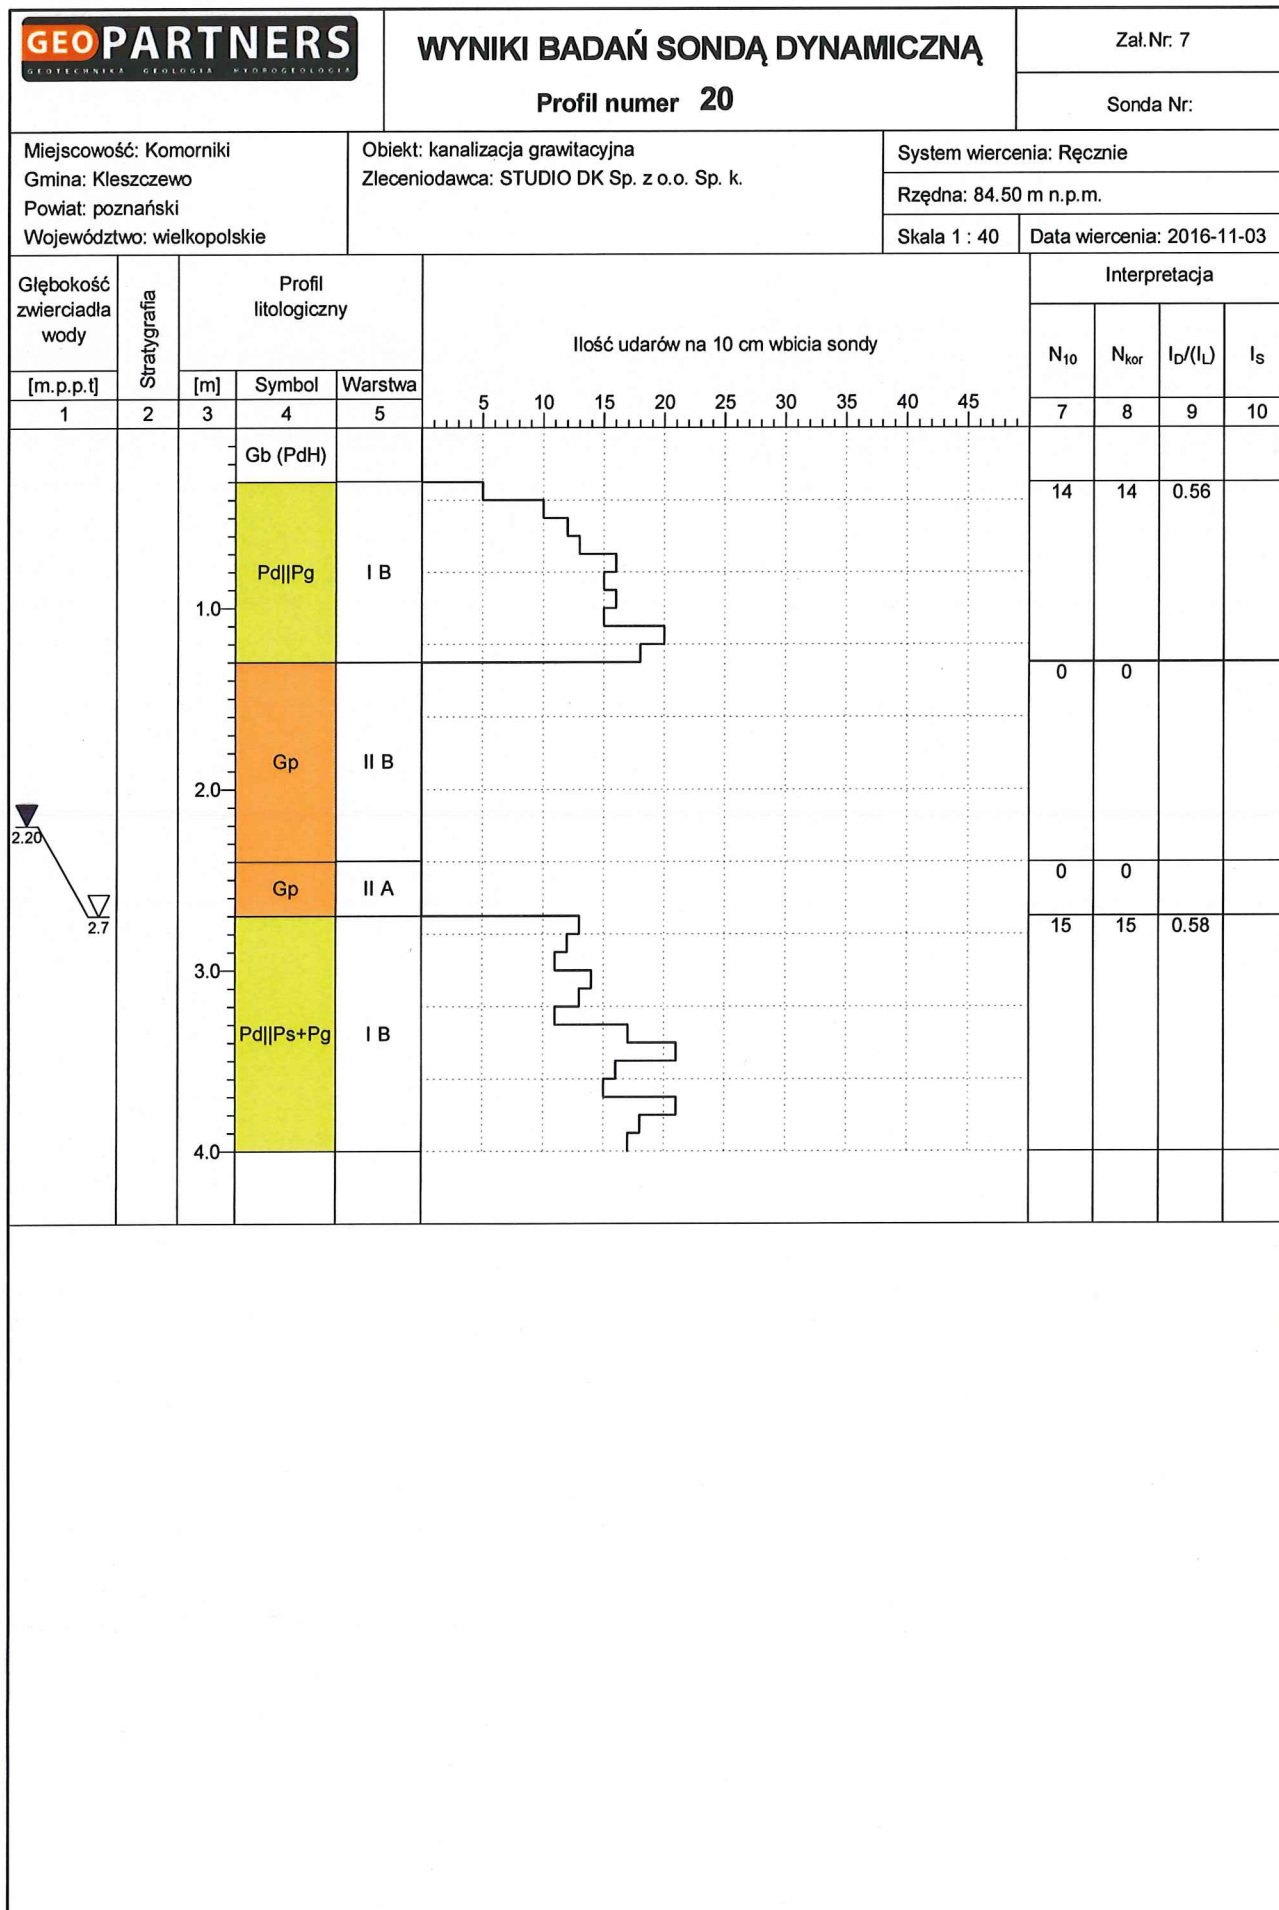 GEOPARTNERS
GEOTECHNIKA GEOLOGIA HYDROGEOLOGIA
WYNIKI BADAŃ SONDĄ DYNAMICZNĄ
Profil numer 20
Zał.Nr: 7
Sonda Nr:
Miejscowość: Komorniki
Gmina: Kleszczewo
Powiat: poznański
Województwo: wielkopolskie
Obiekt: kanalizacja grawitacyjna
Zleceniodawca: STUDIO DK Sp. z o.o. Sp. k.
System wiercenia: Ręcznie
Rzędna: 84.50 m n.p.m.
Skala 1 : 40
Data wiercenia: 2016-11-03
Głębokość
zwierciadła
wody
[m.p.p.t]
Stratygrafia
Profil
litologiczny
[m] Symbol Warstwa
Ilość udarów na 10 cm wbicia sondy
5 10 15 20 25 30 35 40 45
Interpretacja
N10 Nkor ID/(IL) IS
1 2 3 4 5 7 8 9 10
Gb (PdH)
14 14 0.56
Pd||Pg I B
1.0
0 0
Gp II B
2.0
2.20
0 0
Gp II A
2.7
15 15 0.58
3.0
Pd||Ps+Pg I B
4.0